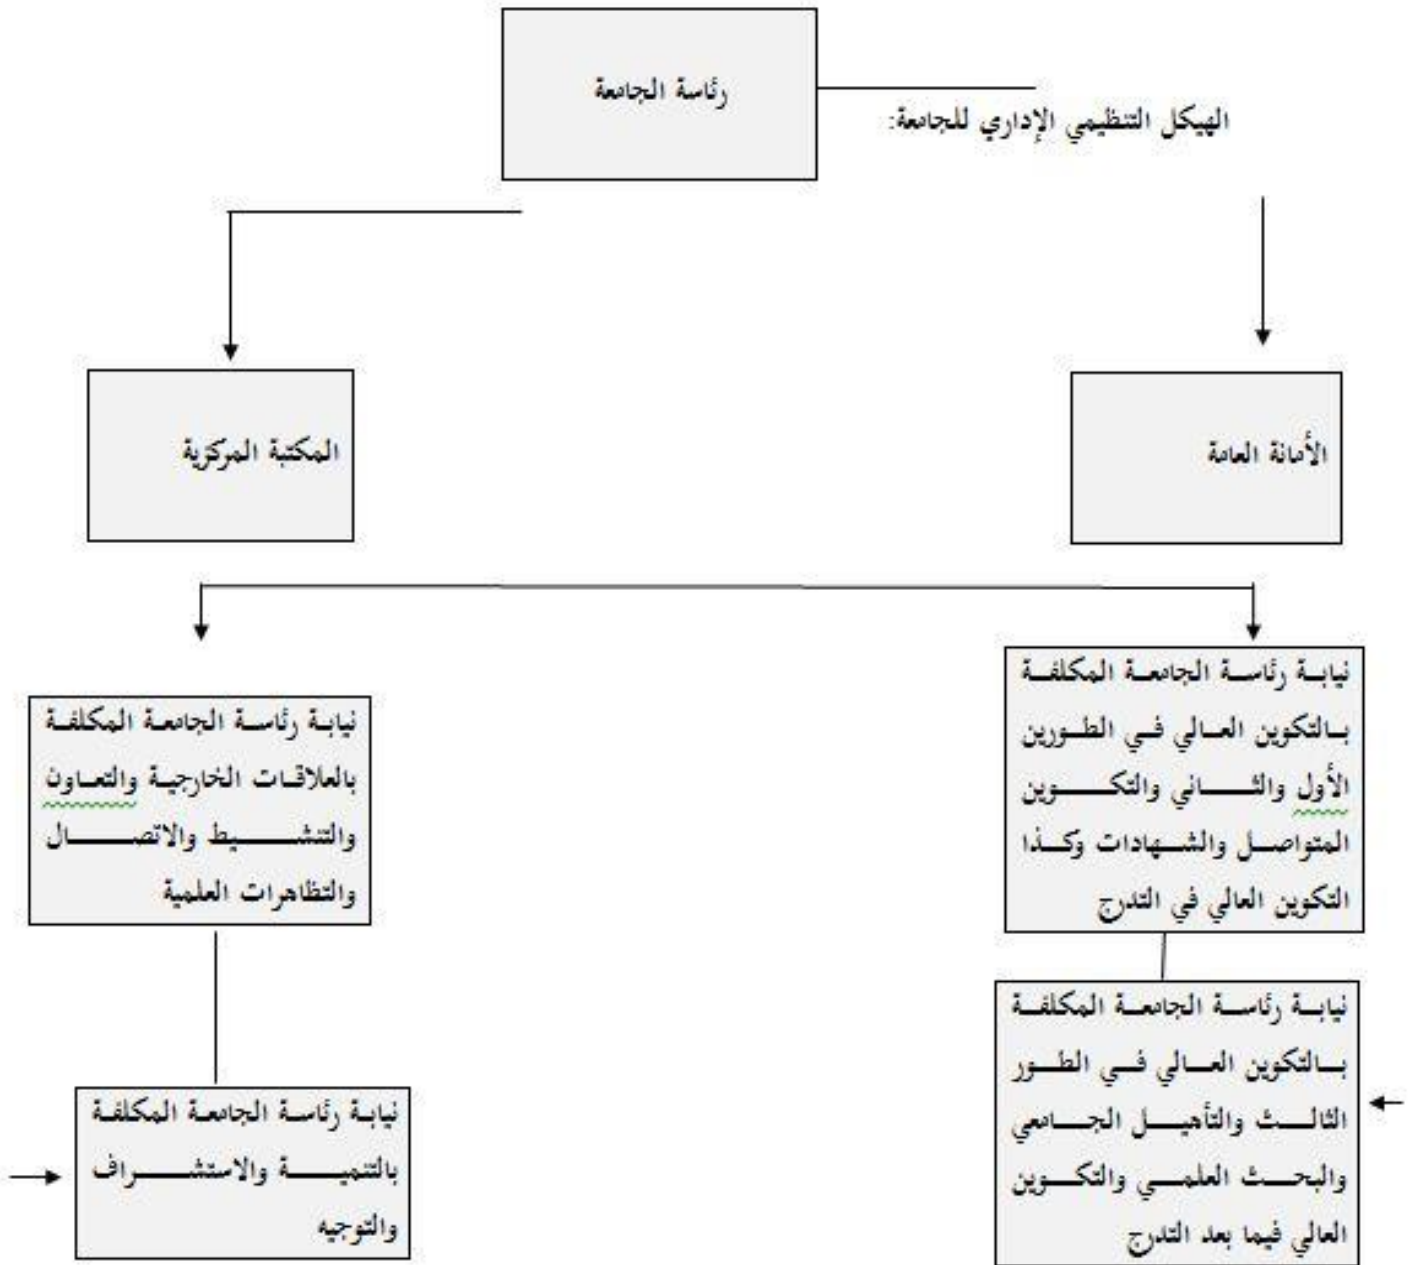 رئاسة الجامعة
الهيكل التنظيمي الإداري للجامعة:
الأمانة العامة
المكتبة المركزية
نيابة رئاسة الجامعة المكلفة
بالتكوين العالي في الطورين
الأول والثاني والتكوين
المتواصل والشهادات وكذا
التكوين العالي في التدرج
نيابة رئاسة الجامعة المكلفة
بالعلاقات الخارجية والتعاون
والتنشيط والاتصال
والتظاهرات العلمية
نيابة رئاسة الجامعة المكلفة
بالتكوين العالي في الطور
الثالث والتأهيل الجامعي
والبحث العلمي والتكوين
العالي فيما بعد التدرج
نيابة رئاسة الجامعة المكلفة
بالتنمية والاستشراف
والتوجيه